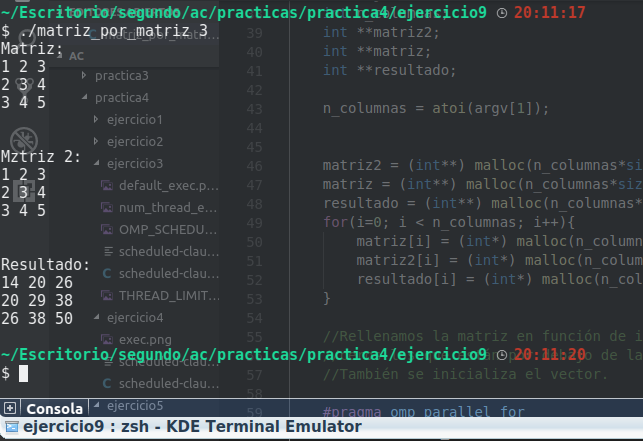 ~/Escritorio/segundo/ac/practicas/practica4/ejercicio9 20:11:17
$ ./matriz_por_matriz 3
Matriz:
1 2 3
2 3 4
3 4 5
Mztriz 2:
1 2 3
2 3 4
3 4 5
Resultado:
14 20 26
20 29 38
26 38 50
~/Escritorio/segundo/ac/practicas/practica4/ejercicio9 20:11:20
$
AC
practica3
practica4
ejercicio1
ejercicio2
ejercicio3
default_exec.p...
num_thread_e...
OMP_SCHEDU...
scheduled-clau...
scheduled-clau...
THREAD_LIMIT...
ejercicio4
exec.png
scheduled-clau...
scheduled-clau...
ejercicio5
39 int **matriz2;
40 int **matriz;
41 int **resultado;
42
43 n_columnas = atoi(argv[1]);
44
45
46 matriz2 = (int**) malloc(n_columnas*siz
47 matriz = (int**) malloc(n_columnas*size
48 resultado = (int**) malloc(n_columnas*
49 for(i=0; i < n_columnas; i++){
50 matriz[i] = (int*) malloc(n_column
51 matriz2[i] = (int*) malloc(n_colum
52 resultado[i] = (int*) malloc(n_co
53 }
54
55 //Rellenamos la matriz en función de i
57 //También se inicializa el vector.
58
59 #pragma omp parallel for
Consola
ejercicio9 : zsh - KDE Terminal Emulator